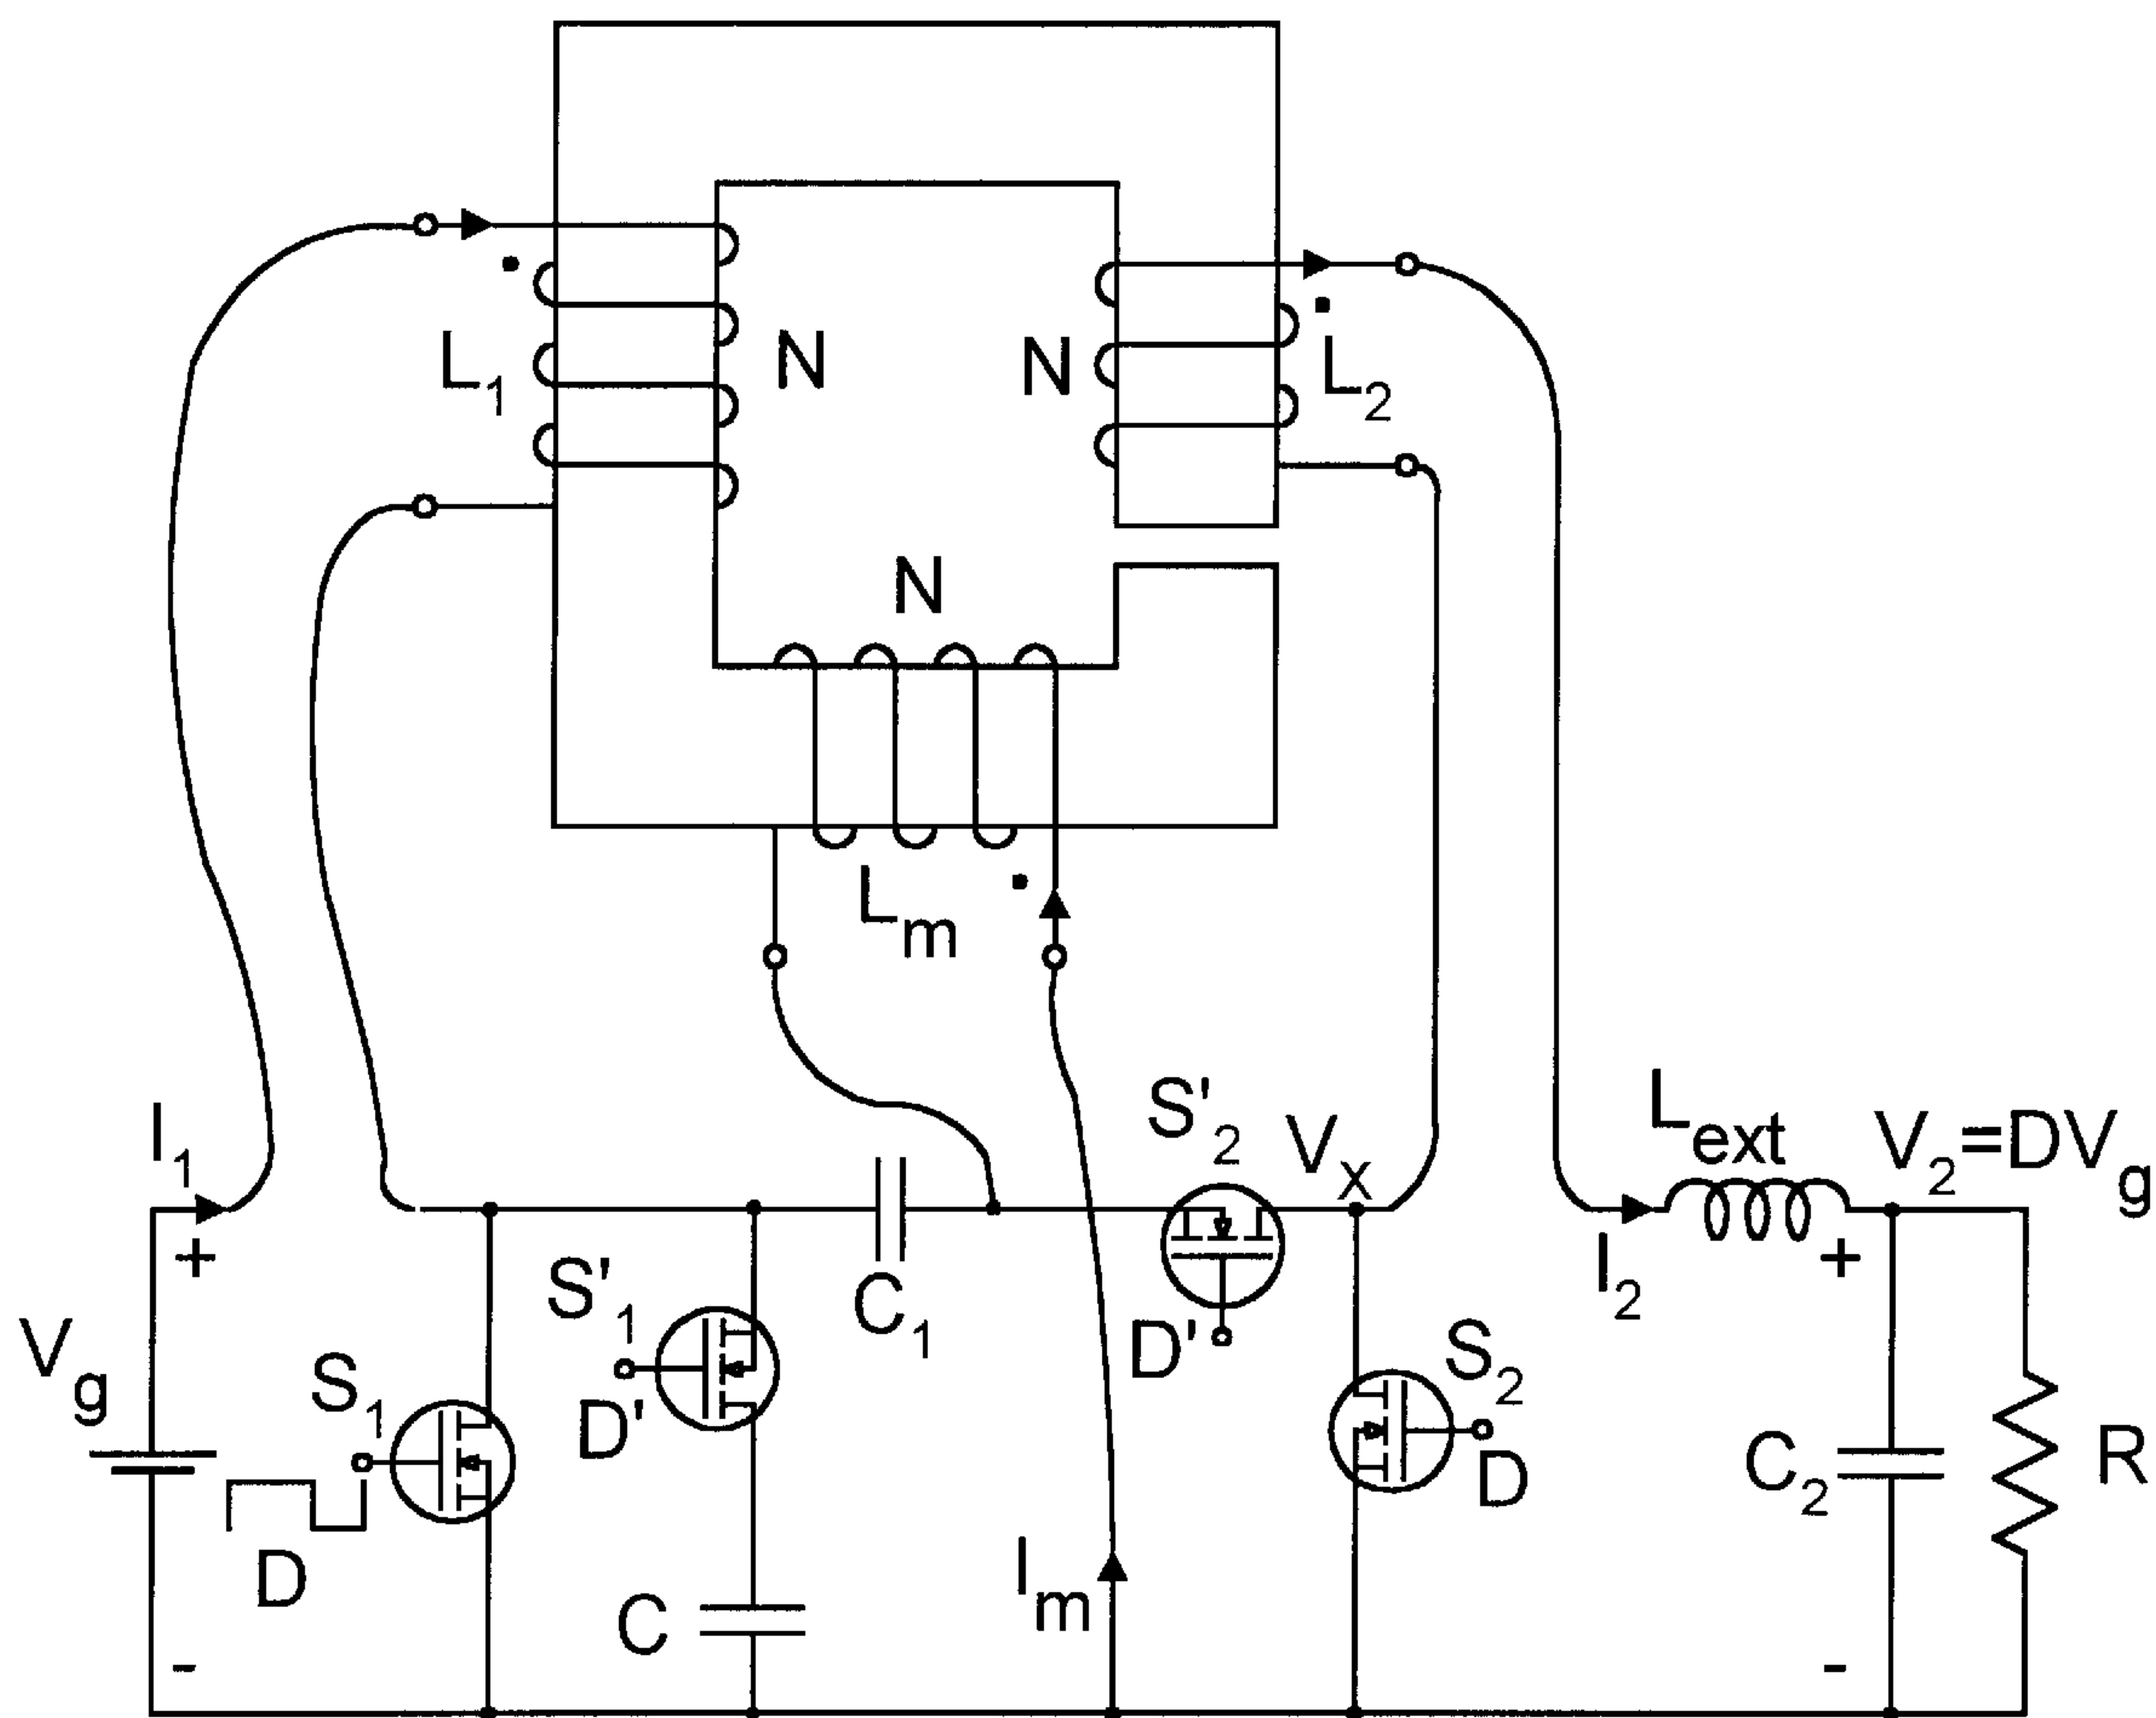 L1
N
N
L2
N
Lm
I1
+
Vg
-
S1
D
S'1
D'
C1
C
Im
S'2
D'
Vx
S2
D
I2
Lext
V2=DVg
+
-
C2
R